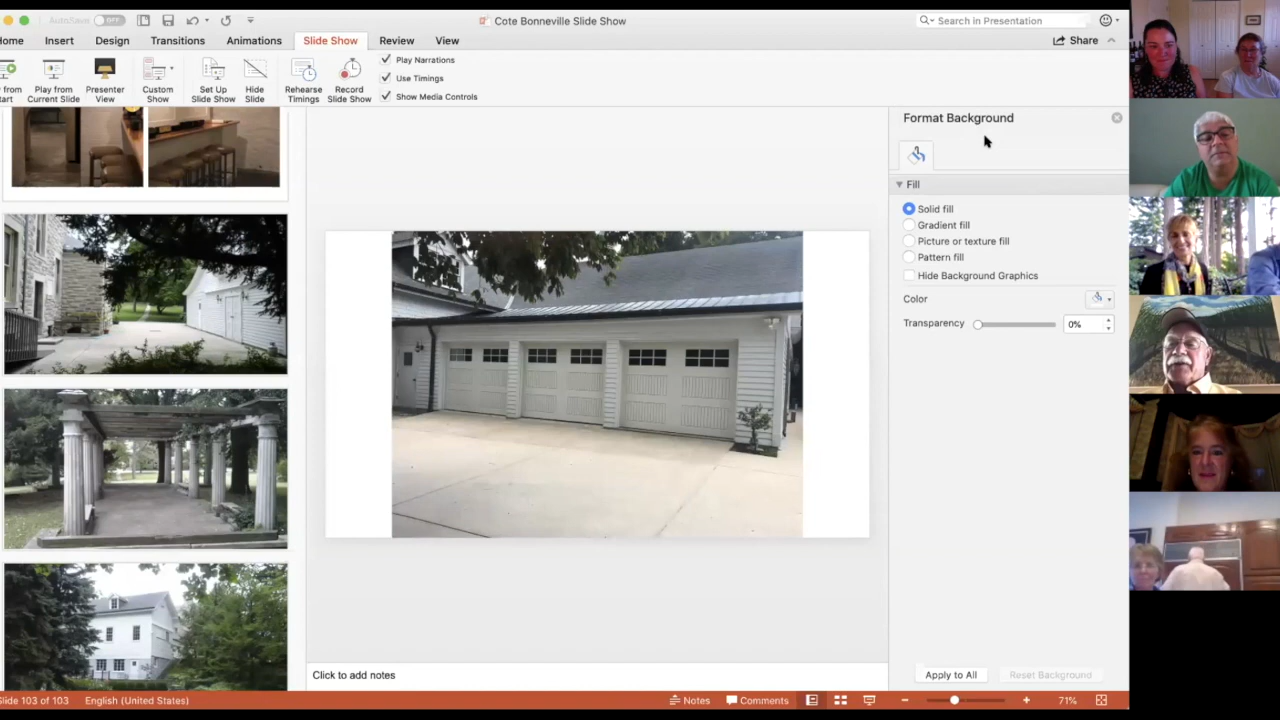 AutoSave OFF
Cote Bonneville Slide Show
Search in Presentation
Home Insert Design Transitions Animations Slide Show Review View
Share
Play from Current Slide
Presenter View
Custom Show
Set Up Slide Show
Hide Slide
Rehearse Timings
Record Slide Show
Play Narrations
Use Timings
Show Media Controls
Format Background
Fill
Solid fill
Gradient fill
Picture or texture fill
Pattern fill
Hide Background Graphics
Color
Transparency 0%
Click to add notes
Apply to All
Reset Background
Slide 103 of 103
English (United States)
Notes
Comments
71%